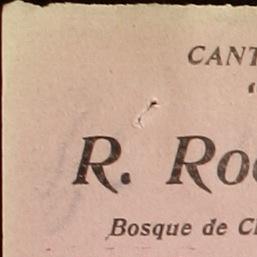 CANT
"
R. Ro
Bosque de C